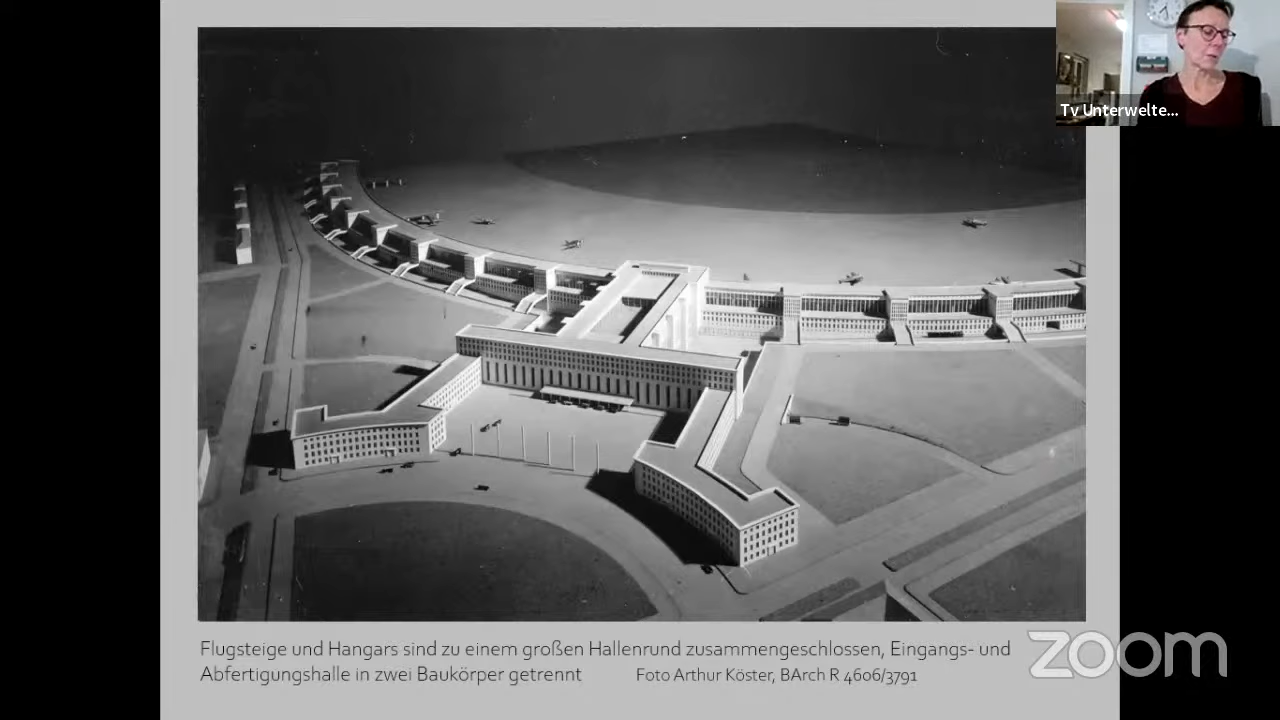 Tv Unterwelte...
Flugsteige und Hangars sind zu einem großen Hallenrund zusammengeschlossen, Eingangs- und
Abfertigungshalle in zwei Baukörper getrennt Foto Arthur Köster, BArch R 4606/3791
zoom